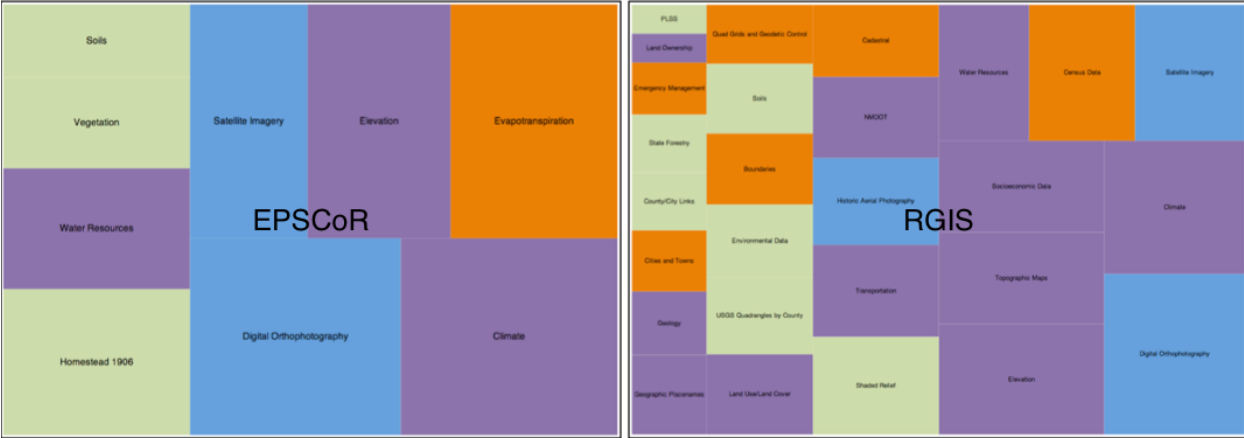 Soils
Vegetation
Water Resources
Homestead 1906
Satellite Imagery
Elevation
Evapotranspiration
EPSCoR
Digital Orthophotography
Climate
PLSS
Land Ownership
Emergency Management
State Forestry
County/City Links
Cities and Towns
Geology
Geographic Placenames
Quad Grids and Geodetic Control
Soils
Boundaries
Environmental Data
USGS Quadrangles by County
Land Use/Land Cover
Cadastral
NMDOT
Historic Aerial Photography
Transportation
Shaded Relief
Water Resources
Census Data
Satellite Imagery
Socioeconomic Data
Climate
RGIS
Topographic Maps
Elevation
Digital Orthophotography